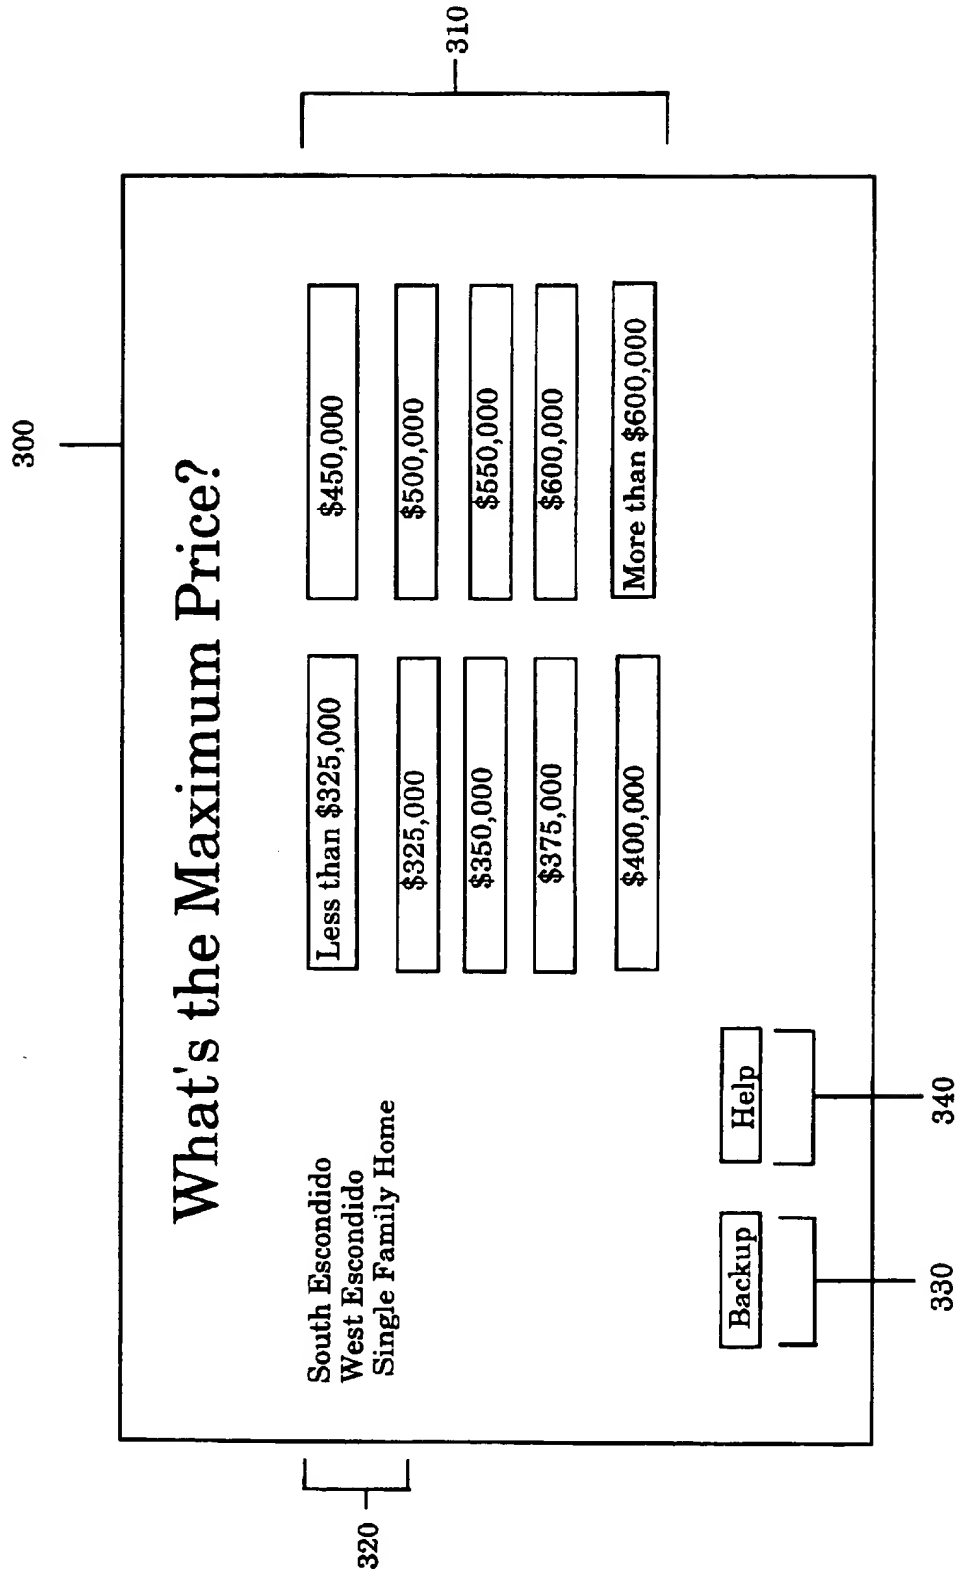 300
What's the Maximum Price?
310
320
South Escondido
West Escondido
Single Family Home
Less than $325,000
$325,000
$350,000
$375,000
$400,000
$450,000
$500,000
$550,000
$600,000
More than $600,000
Backup
Help
330
340